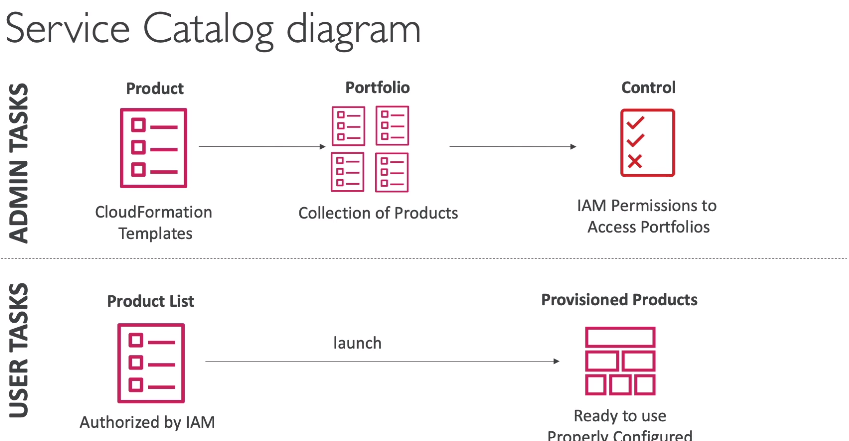 Service Catalog diagram
ADMIN TASKS
Product
Portfolio
Control
CloudFormation
Templates
Collection of Products
IAM Permissions to
Access Portfolios
USER TASKS
Product List
Provisioned Products
launch
Authorized by IAM
Ready to use
Properly Configured